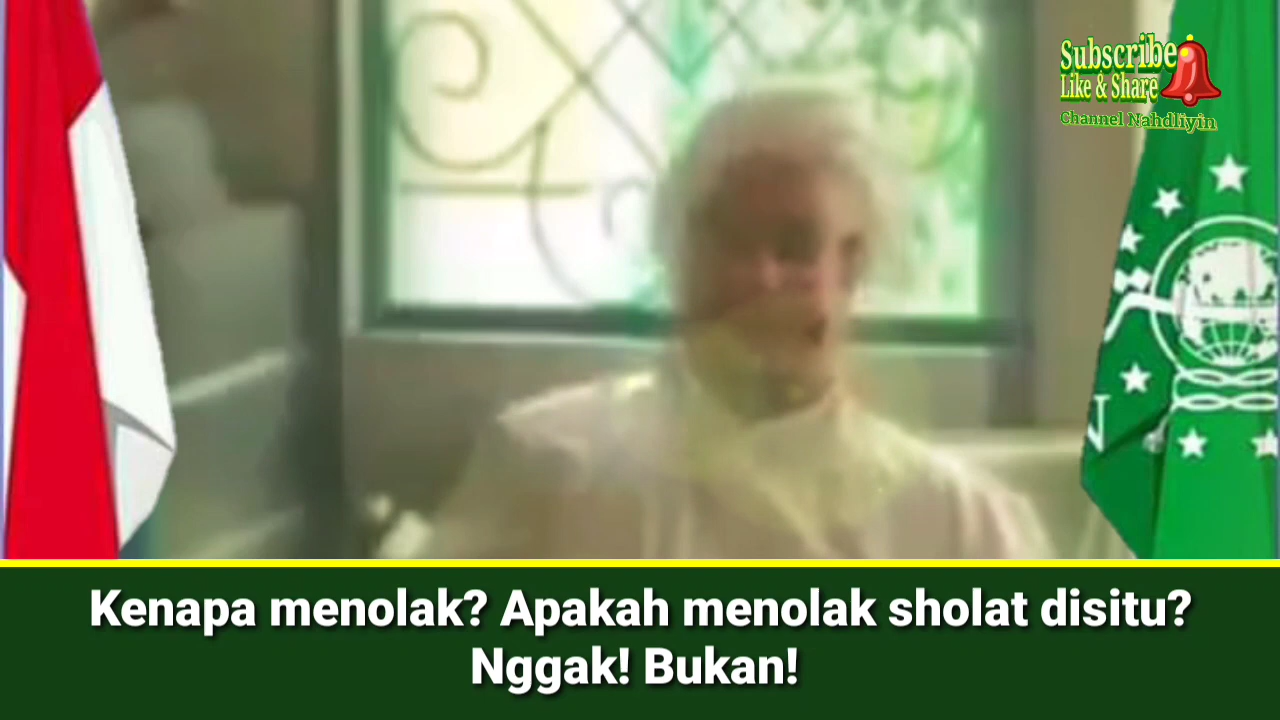 Subscribe
Like & Share
Channel Nahdliyin
N
Kenapa menolak? Apakah menolak sholat disitu?
Nggak! Bukan!